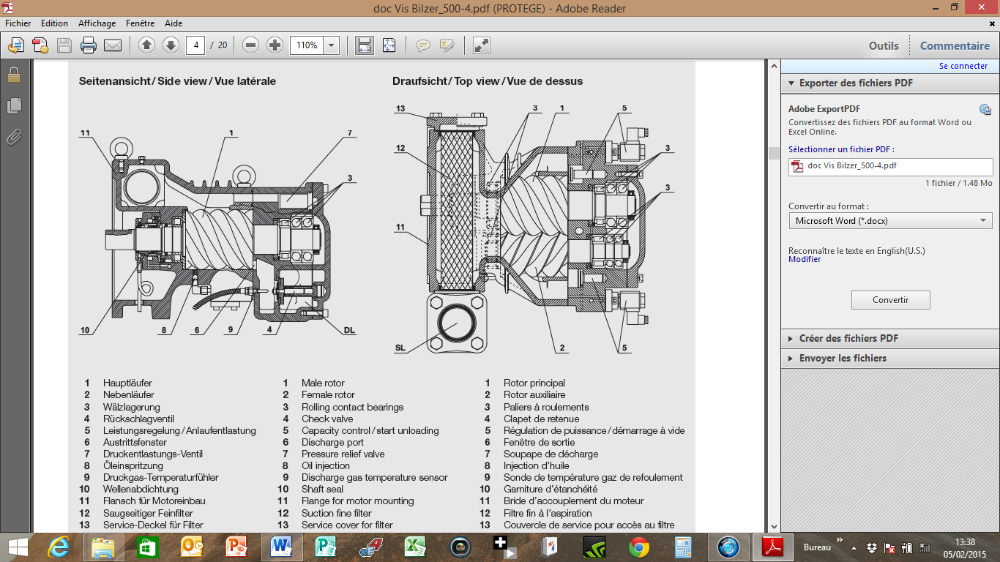 doc Vis Bilzer_500-4.pdf (PROTEGE) - Adobe Reader
Fichier Edition Affichage Fenêtre Aide
4 / 20 110% Outils Commentaire
Se connecter
Exporter des fichiers PDF
Adobe ExportPDF
Convertissez des fichiers PDF au format Word ou
Excel Online.
Sélectionner un fichier PDF :
doc Vis Bilzer_500-4.pdf
1 fichier / 1.48 Mo
Convertir au format :
Microsoft Word (*.docx)
Reconnaître le texte en English(U.S.)
Modifier
Convertir
Créer des fichiers PDF
Envoyer les fichiers
Seitenansicht / Side view / Vue latérale
11 1 7
3
10 8 6 9 4 DL
Draufsicht / Top view / Vue de dessus
13 3 1 5
12 3
3
11
SL 2 5
1 Hauptläufer
2 Nebenläufer
3 Wälzlagerung
4 Rückschlagventil
5 Leistungsregelung / Anlaufentlastung
6 Austrittsfenster
7 Druckentlastungs-Ventil
8 Öleinspritzung
9 Druckgas-Temperaturfühler
10 Wellenabdichtung
11 Flansch für Motoreinbau
12 Saugseitiger Feinfilter
13 Service-Deckel für Filter
1 Male rotor
2 Female rotor
3 Rolling contact bearings
4 Check valve
5 Capacity control / start unloading
6 Discharge port
7 Pressure relief valve
8 Oil injection
9 Discharge gas temperature sensor
10 Shaft seal
11 Flange for motor mounting
12 Suction fine filter
13 Service cover for filter
1 Rotor principal
2 Rotor auxiliaire
3 Paliers à roulements
4 Clapet de retenue
5 Régulation de puissance / démarrage à vide
6 Fenêtre de sortie
7 Soupape de décharge
8 Injection d'huile
9 Sonde de température gaz de refoulement
10 Garniture d'étanchéité
11 Bride d'accouplement du moteur
12 Filtre fin à l'aspiration
13 Couvercle de service pour accès au filtre
Bureau
13:38
05/02/2015